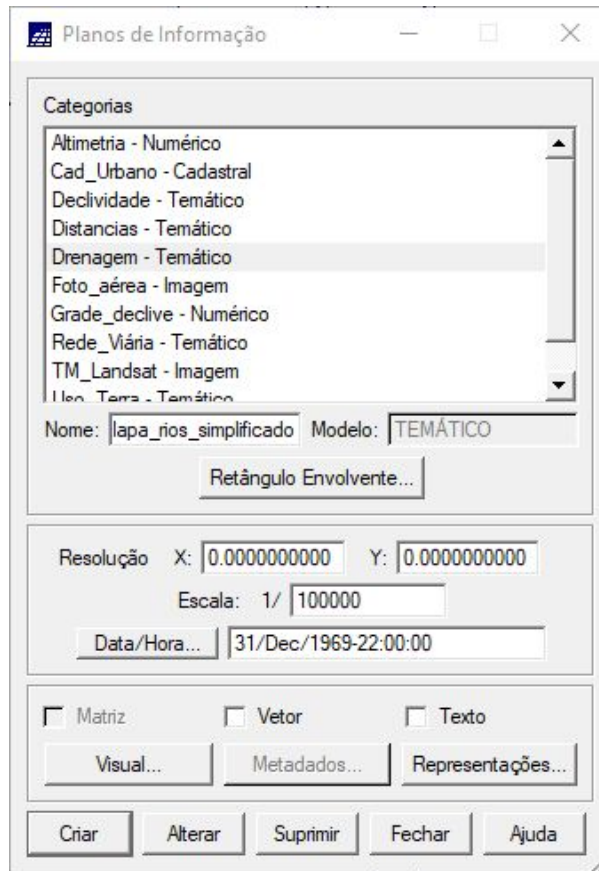 Planos de Informação
Categorias
Altimetria - Numérico
Cad_Urbano - Cadastral
Declividade - Temático
Distancias - Temático
Drenagem - Temático
Foto_aérea - Imagem
Grade_declive - Numérico
Rede_Viária - Temático
TM_Landsat - Imagem
Uso_Terra - Temático
Nome: lapa_rios_simplificado Modelo: TEMÁTICO
Retângulo Envolvente...
Resolução X: 0.0000000000 Y: 0.0000000000
Escala: 1/ 100000
Data/Hora... 31/Dec/1969-22:00:00
Matriz Vetor Texto
Visual... Metadados... Representações...
Criar Alterar Suprimir Fechar Ajuda